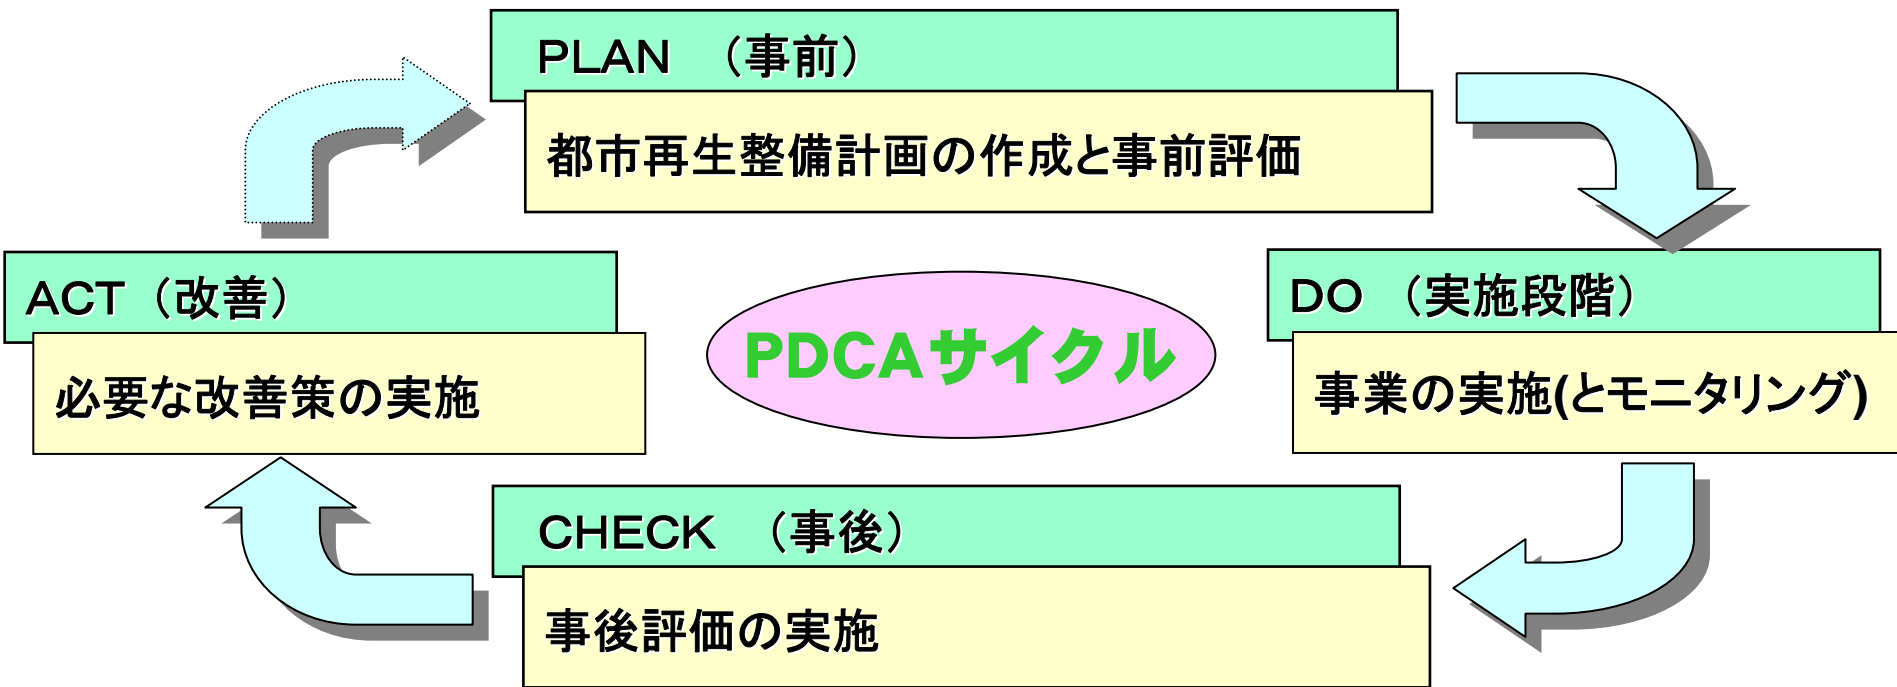 PLAN （事前）
都市再生整備計画の作成と事前評価
ACT（改善）
必要な改善策の実施
PDCAサイクル
DO （実施段階）
事業の実施(とモニタリング)
CHECK （事後）
事後評価の実施